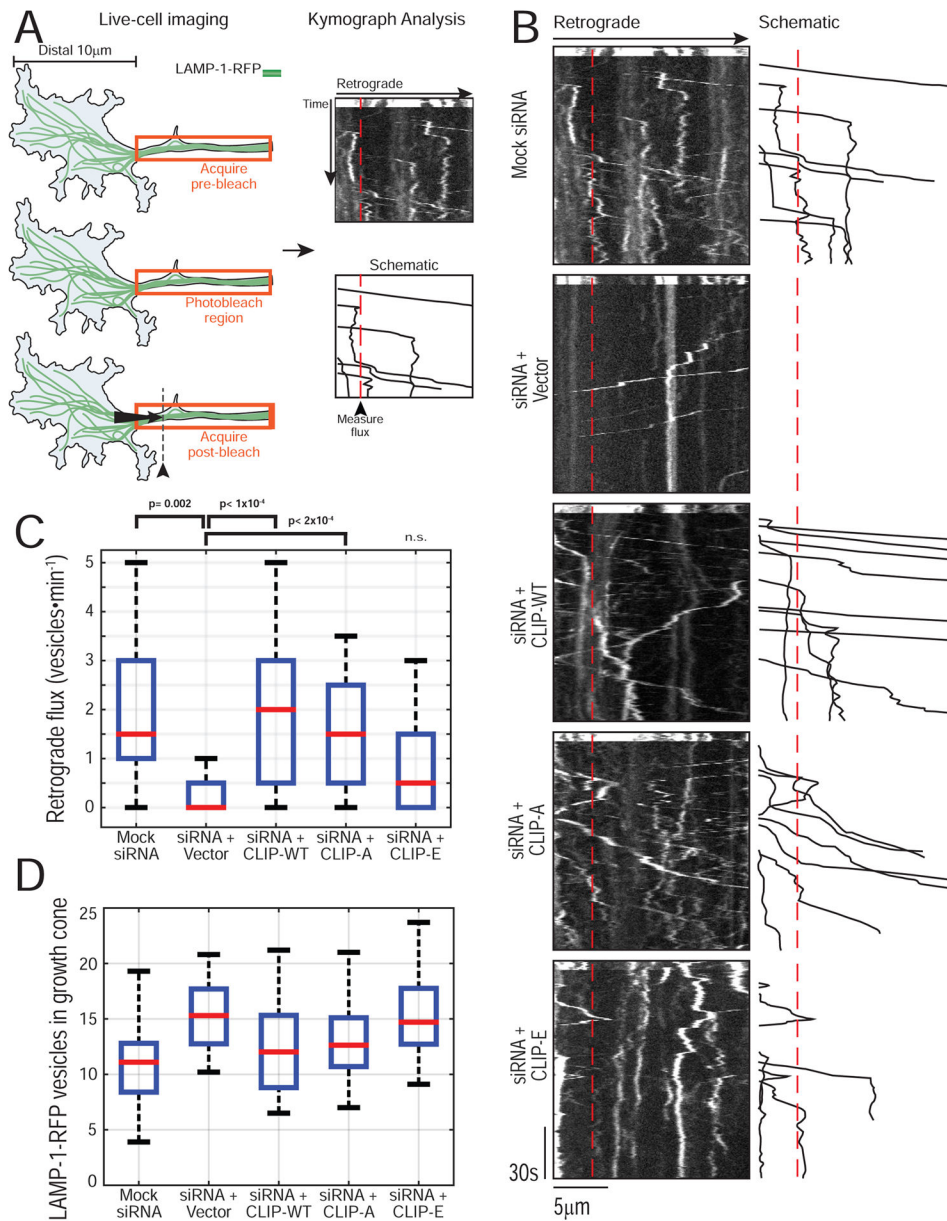 A
Live-cell imaging
Kymograph Analysis
Distal 10μm
LAMP-1-RFP
Acquire
pre-bleach
Photobleach
region
Acquire
post-bleach
Retrograde
Time
Schematic
Measure
flux
B
Retrograde
Schematic
Mock siRNA
siRNA +
Vector
siRNA +
CLIP-WT
siRNA +
CLIP-A
siRNA +
CLIP-E
30s
5μm
C
p= 0.002
p< 1x10⁻⁴
p< 2x10⁻⁴
n.s.
Retrograde flux (vesicles•min⁻¹)
5
4
3
2
1
0
Mock
siRNA
siRNA +
Vector
siRNA +
CLIP-WT
siRNA +
CLIP-A
siRNA +
CLIP-E
D
LAMP-1-RFP vesicles in growth cone
25
20
15
10
5
0
Mock
siRNA
siRNA +
Vector
siRNA +
CLIP-WT
siRNA +
CLIP-A
siRNA +
CLIP-E